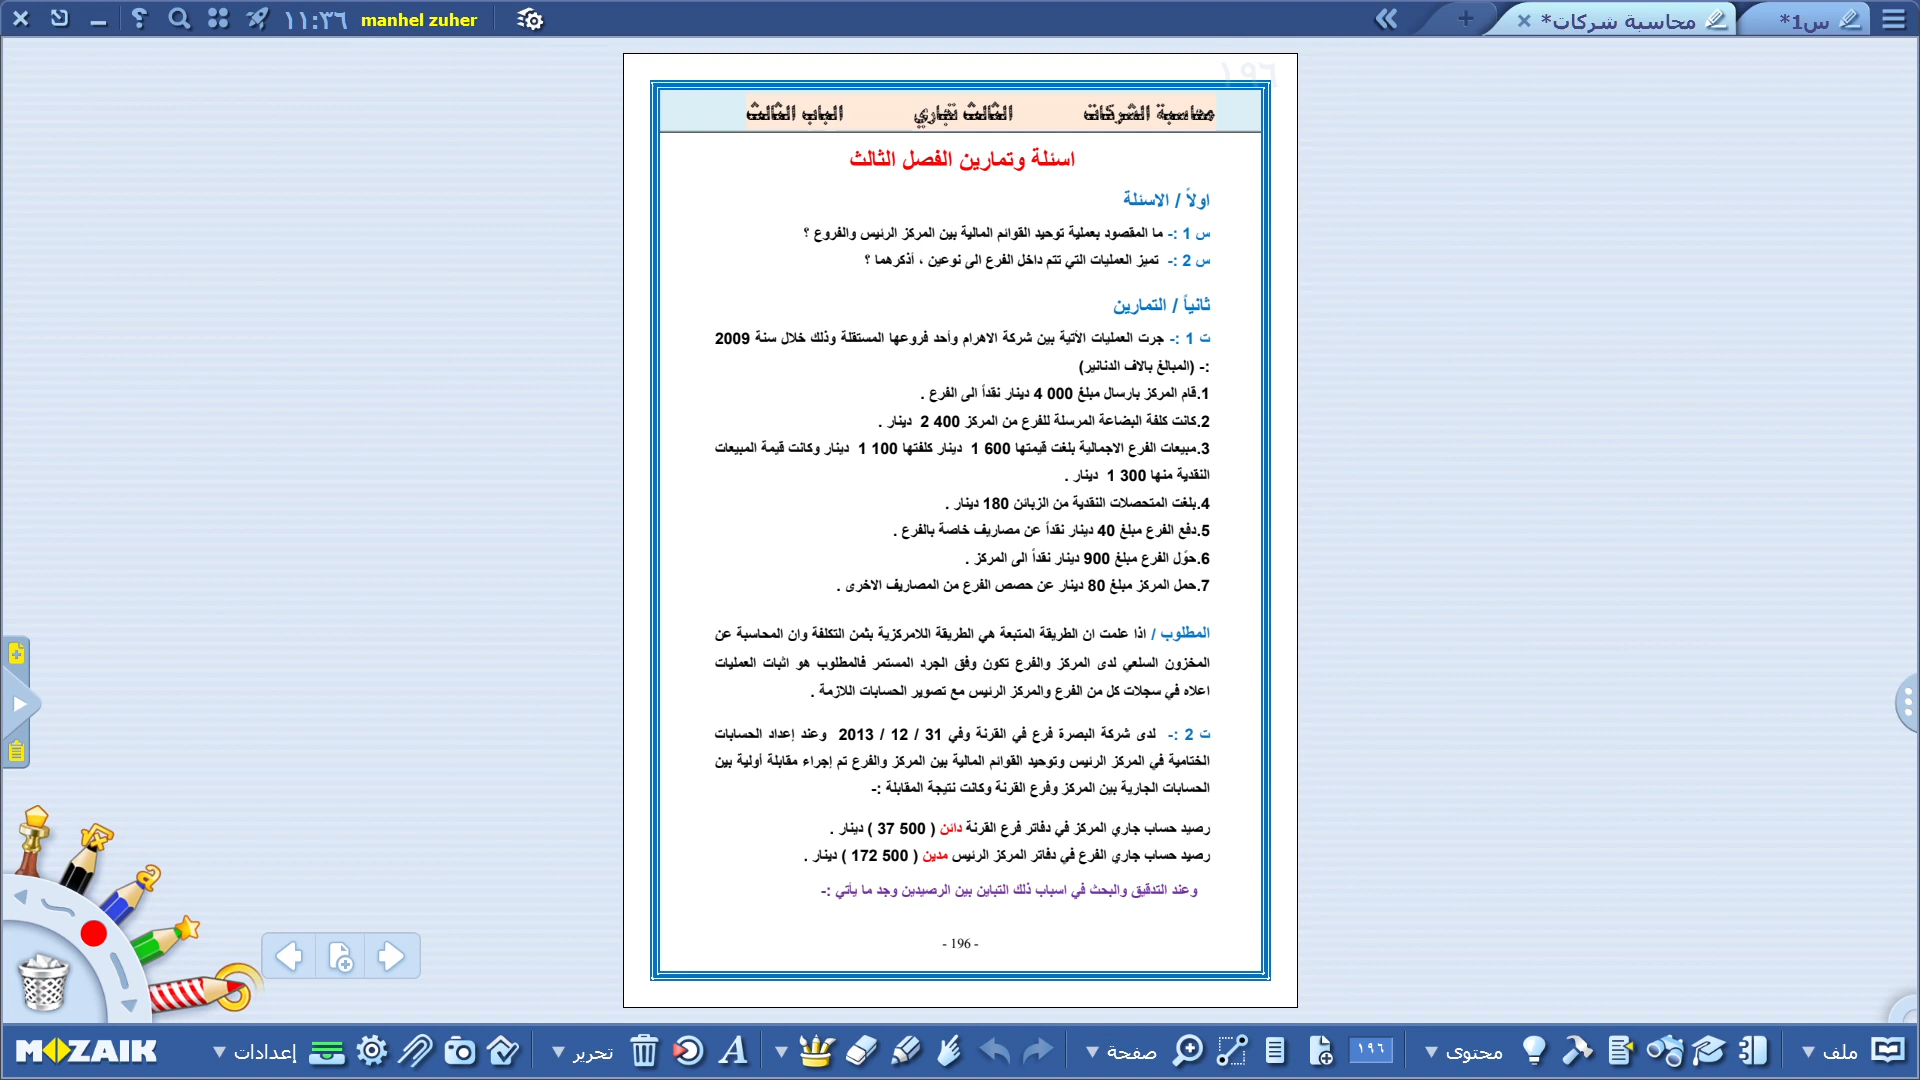 manhel zuher
١١:٣٦
س1*
محاسبة شركات*
١٩٦
محاسبة الشركات الثالث تجاري الباب الثالث
اسئلة وتمارين الفصل الثالث
اولاً / الاسئلة
س 1 :- ما المقصود بعملية توحيد القوائم المالية بين المركز الرئيس والفروع ؟
س 2 :- تميز العمليات التي تتم داخل الفرع الى نوعين ، أذكرهما ؟
ثانياً / التمارين
ت 1 :- جرت العمليات الأتية بين شركة الاهرام وأحد فروعها المستقلة وذلك خلال سنة 2009
:- (المبالغ بالاف الدنانير)
1.قام المركز بارسال مبلغ 000 4 دينار نقداً الى الفرع .
2.كانت كلفة البضاعة المرسلة للفرع من المركز 400 2 دينار .
3.مبيعات الفرع الاجمالية بلغت قيمتها 600 1 دينار كلفتها 100 1 دينار وكانت قيمة المبيعات
النقدية منها 300 1 دينار .
4.بلغت المتحصلات النقدية من الزبائن 180 دينار .
5.دفع الفرع مبلغ 40 دينار نقداً عن مصاريف خاصة بالفرع .
6.حوّل الفرع مبلغ 900 دينار نقداً الى المركز .
7.حمل المركز مبلغ 80 دينار عن حصص الفرع من المصاريف الاخرى .
المطلوب / اذا علمت ان الطريقة المتبعة هي الطريقة اللامركزية بثمن التكلفة وان المحاسبة عن
المخزون السلعي لدى المركز والفرع تكون وفق الجرد المستمر فالمطلوب هو اثبات العمليات
اعلاه في سجلات كل من الفرع والمركز الرئيس مع تصوير الحسابات اللازمة .
ت 2 :- لدى شركة البصرة فرع في القرنة وفي 31 / 12 / 2013 وعند إعداد الحسابات
الختامية في المركز الرئيس وتوحيد القوائم المالية بين المركز والفرع تم إجراء مقابلة أولية بين
الحسابات الجارية بين المركز وفرع القرنة وكانت نتيجة المقابلة :-
رصيد حساب جاري المركز في دفاتر فرع القرنة دائن ( 500 37 ) دينار .
رصيد حساب جاري الفرع في دفاتر المركز الرئيس مدين ( 500 172 ) دينار .
وعند التدقيق والبحث في اسباب ذلك التباين بين الرصيدين وجد ما يأتي :-
- 196 -
ملف
محتوى
١٩٦
صفحة
تحرير
إعدادات
MOZAIK